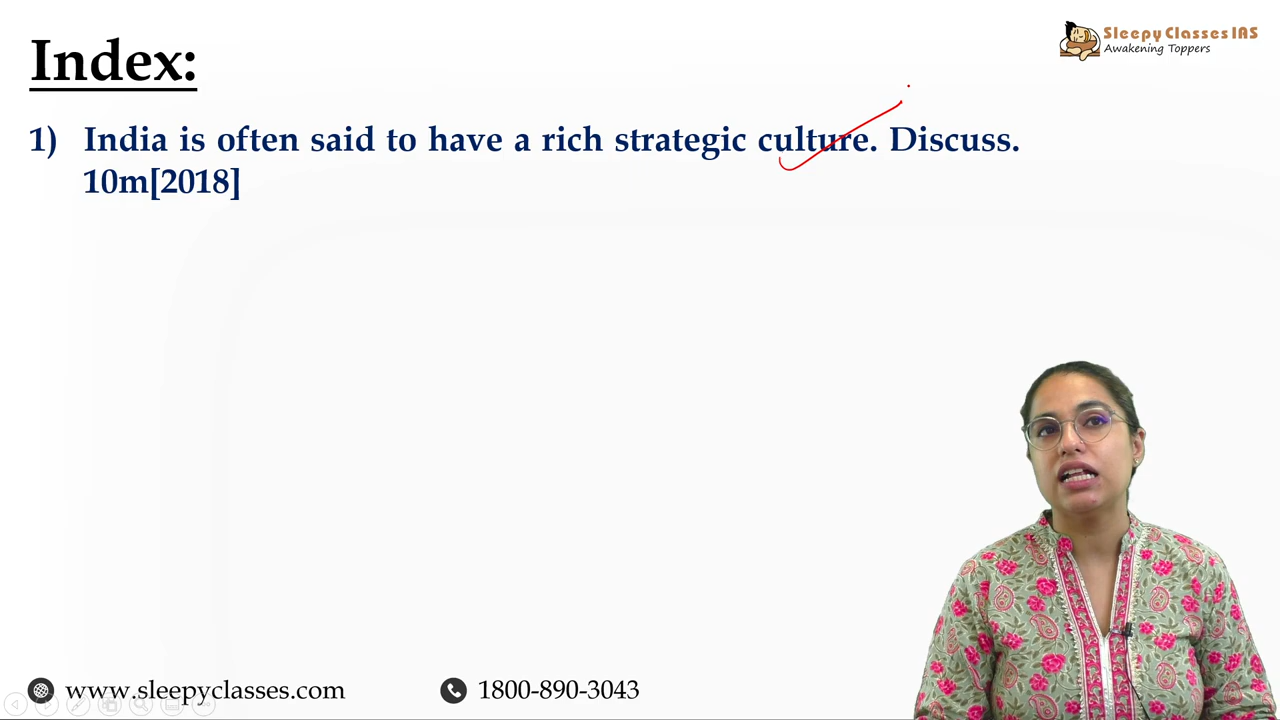 Index:
Sleepy Classes IAS
Awakening Toppers
1) India is often said to have a rich strategic culture. Discuss.
10m[2018]
www.sleepyclasses.com
1800-890-3043